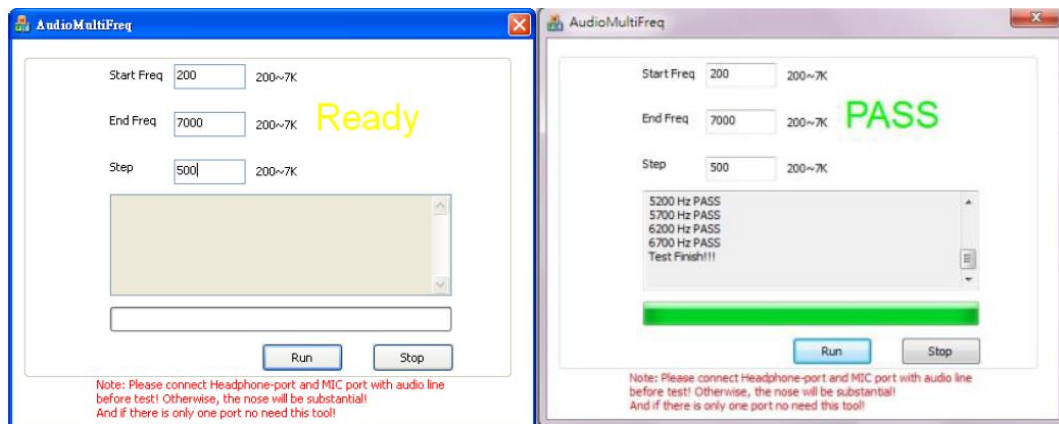 AudioMultiFreq
Start Freq 200 200~7K
End Freq 7000 200~7K
Ready
Step 500 200~7K
Run Stop
Note: Please connect Headphone-port and MIC port with audio line
before test! Otherwise, the nose will be substantial!
And if there is only one port no need this tool!
AudioMultiFreq
Start Freq 200 200~7K
End Freq 7000 200~7K
PASS
Step 500 200~7K
5200 Hz PASS
5700 Hz PASS
6200 Hz PASS
6700 Hz PASS
Test Finish!!!
Run Stop
Note: Please connect Headphone-port and MIC port with audio line
before test! Otherwise, the nose will be substantial!
And if there is only one port no need this tool!